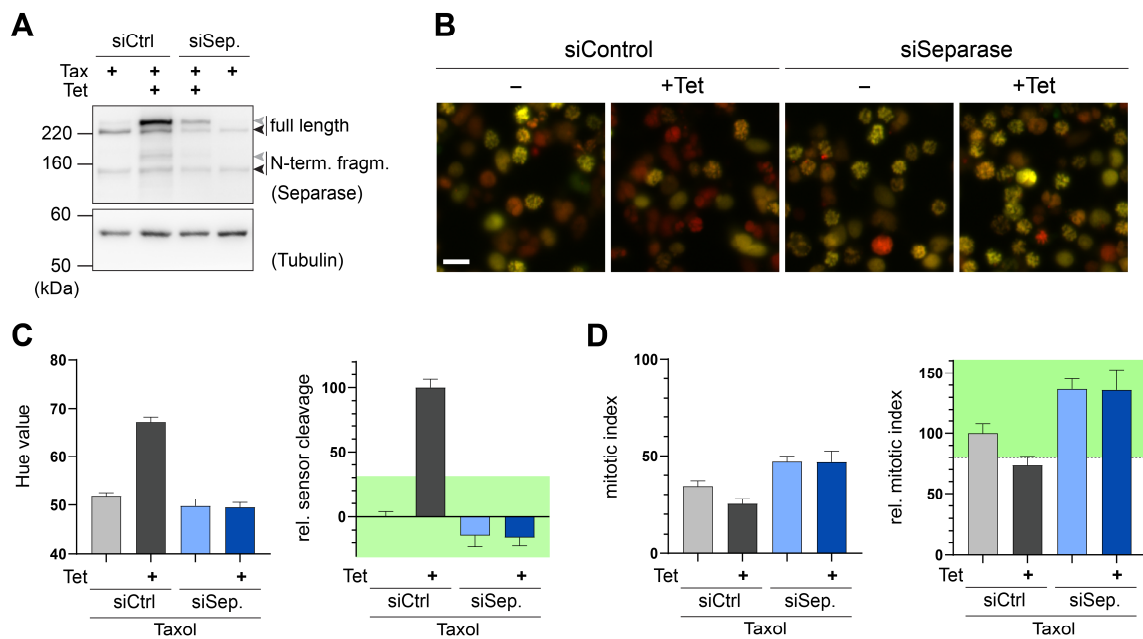 A
siCtrl siSep.
Tax + + + +
Tet + +
220
160
full length
N-term. fragm.
(Separase)
60
50
(kDa)
(Tubulin)
B
siControl siSeparase
– +Tet – +Tet
C
Hue value
80
70
60
50
40
Tet + +
siCtrl siSep.
Taxol
rel. sensor cleavage
100
50
0
Tet + +
siCtrl siSep.
Taxol
D
mitotic index
100
50
0
Tet + +
siCtrl siSep.
Taxol
rel. mitotic index
150
100
50
0
Tet + +
siCtrl siSep.
Taxol